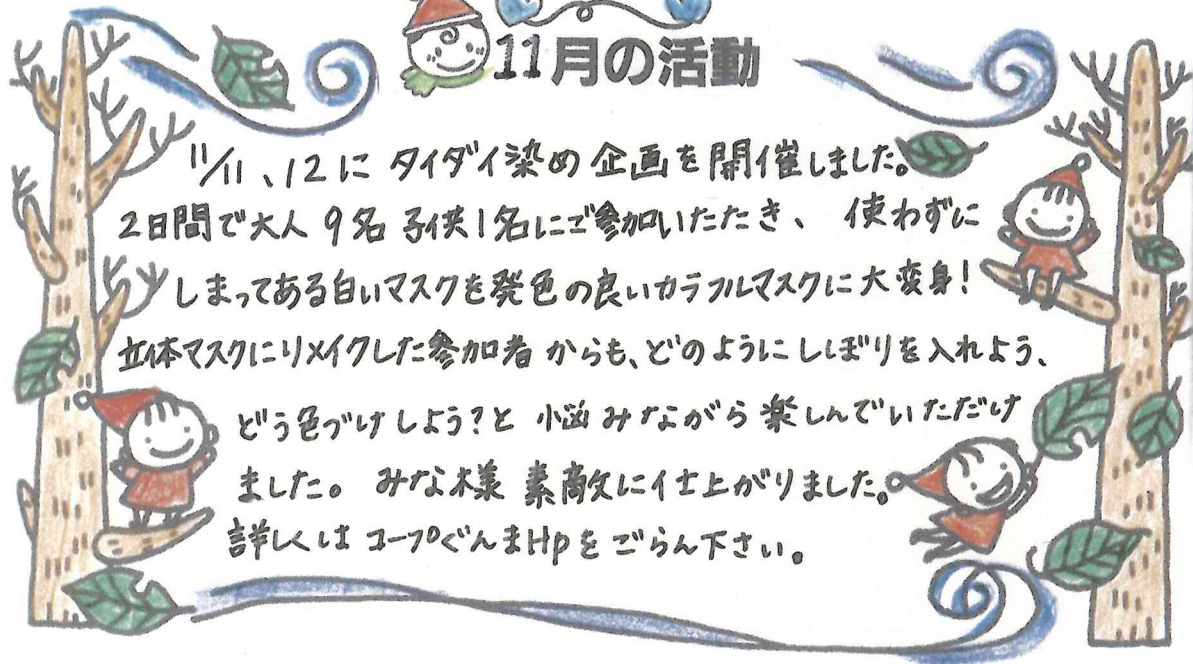 11月の活動
11/11、12に タイダイ染め 企画を開催しました。
2日間で大人 9名 子供1名にご参加いただき、 使わずに
しまってある白いマスクを発色の良いカラフルマスクに大変身!
立体マスクにリメイクした参加者からも、どのようにしぼりを入れよう、
どう色づけしよう?と 悩みながら楽しんでいただけ
ました。 みな様 素敵に仕上がりました。
詳しくは コープぐんまHpを ごらん下さい。